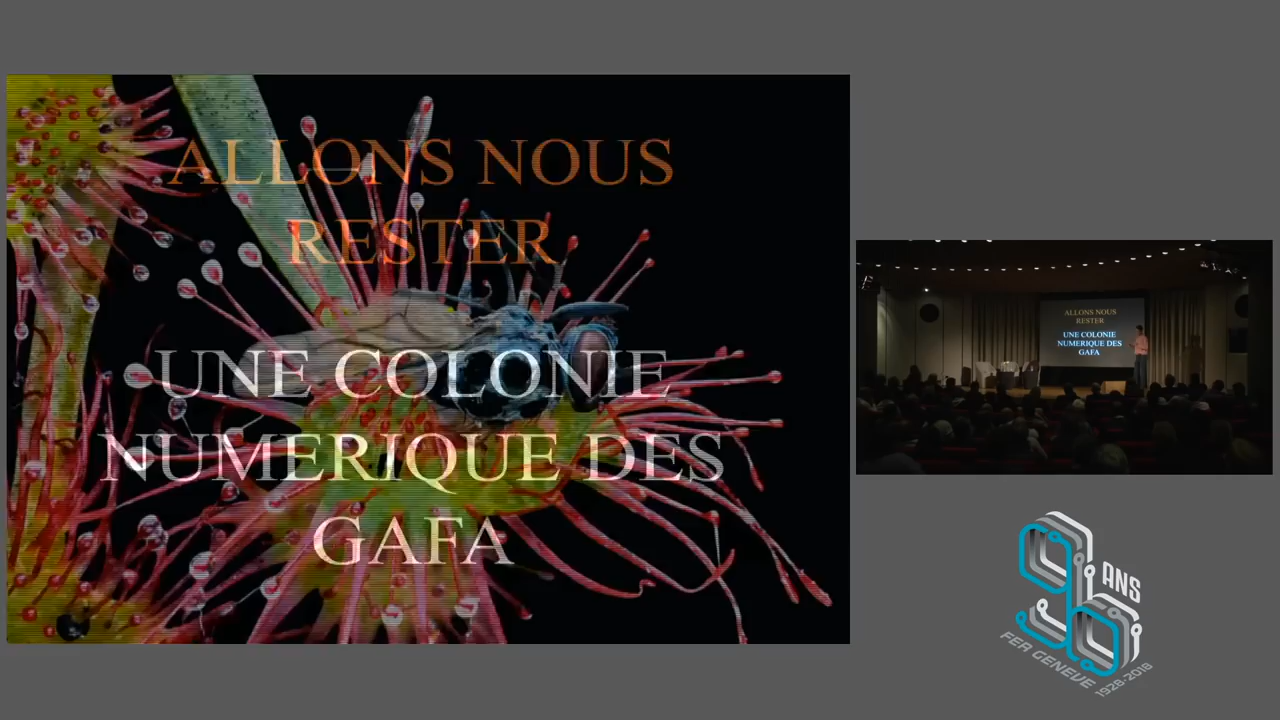 ALLONS NOUS
RESTER
UNE COLONIE
NUMERIQUE DES
GAFA
ALLONS NOUS
RESTER
UNE COLONIE
NUMERIQUE DES
GAFA
90 ANS
FER GENEVE 1928-2018